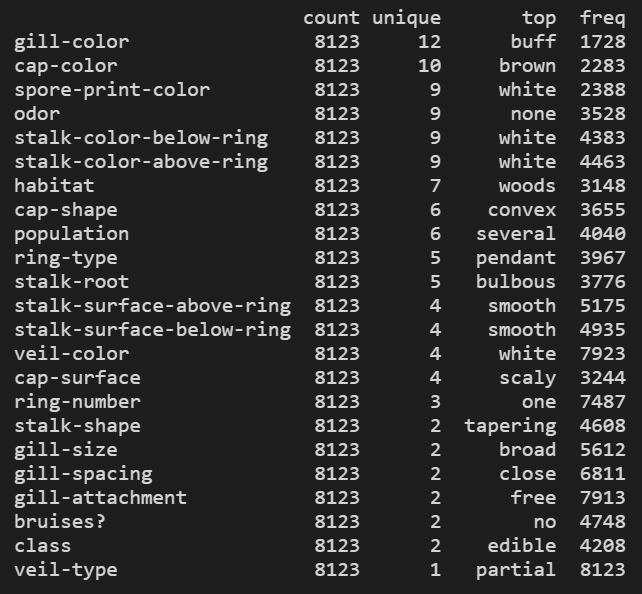 count unique top freq
gill-color 8123 12 buff 1728
cap-color 8123 10 brown 2283
spore-print-color 8123 9 white 2388
odor 8123 9 none 3528
stalk-color-below-ring 8123 9 white 4383
stalk-color-above-ring 8123 9 white 4463
habitat 8123 7 woods 3148
cap-shape 8123 6 convex 3655
population 8123 6 several 4040
ring-type 8123 5 pendant 3967
stalk-root 8123 5 bulbous 3776
stalk-surface-above-ring 8123 4 smooth 5175
stalk-surface-below-ring 8123 4 smooth 4935
veil-color 8123 4 white 7923
cap-surface 8123 4 scaly 3244
ring-number 8123 3 one 7487
stalk-shape 8123 2 tapering 4608
gill-size 8123 2 broad 5612
gill-spacing 8123 2 close 6811
gill-attachment 8123 2 free 7913
bruises? 8123 2 no 4748
class 8123 2 edible 4208
veil-type 8123 1 partial 8123